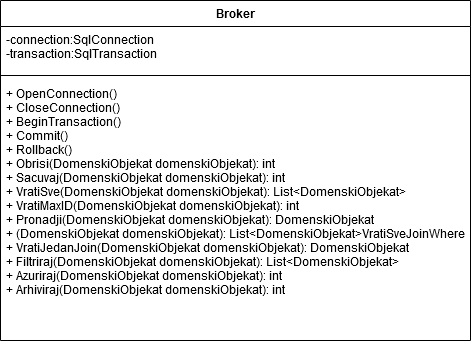 Broker
-connection:SqlConnection
-transaction:SqlTransaction
+ OpenConnection()
+ CloseConnection()
+ BeginTransaction()
+ Commit()
+ Rollback()
+ Obrisi(DomenskiObjekat domenskiObjekat): int
+ Sacuvaj(DomenskiObjekat domenskiObjekat): int
+ VratiSve(DomenskiObjekat domenskiObjekat): List<DomenskiObjekat>
+ VratiMaxID(DomenskiObjekat domenskiObjekat): int
+ Pronadji(DomenskiObjekat domenskiObjekat): DomenskiObjekat
+ (DomenskiObjekat domenskiObjekat): List<DomenskiObjekat>VratiSveJoinWhere
+ VratiJedanJoin(DomenskiObjekat domenskiObjekat): DomenskiObjekat
+ Filtriraj(DomenskiObjekat domenskiObjekat): List<DomenskiObjekat>
+ Azuriraj(DomenskiObjekat domenskiObjekat): int
+ Arhiviraj(DomenskiObjekat domenskiObjekat): int